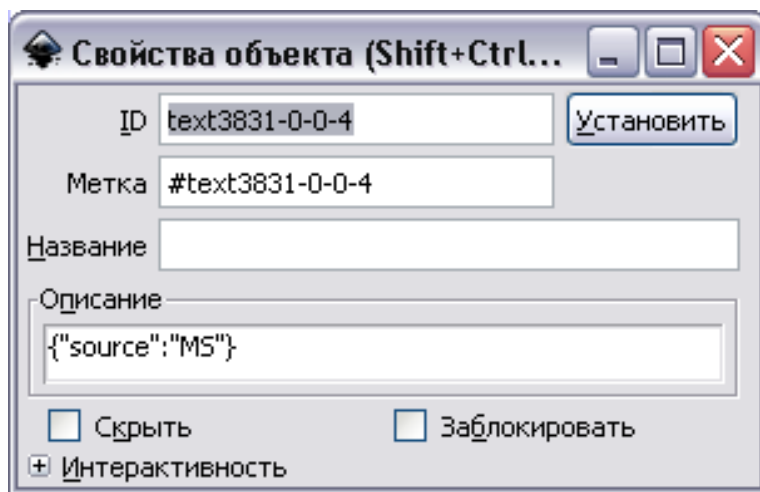 Свойства объекта (Shift+Ctrl...
ID text3831-0-0-4 Установить
Метка #text3831-0-0-4
Название
Описание
{"source":"MS"}
Скрыть Заблокировать
Интерактивность